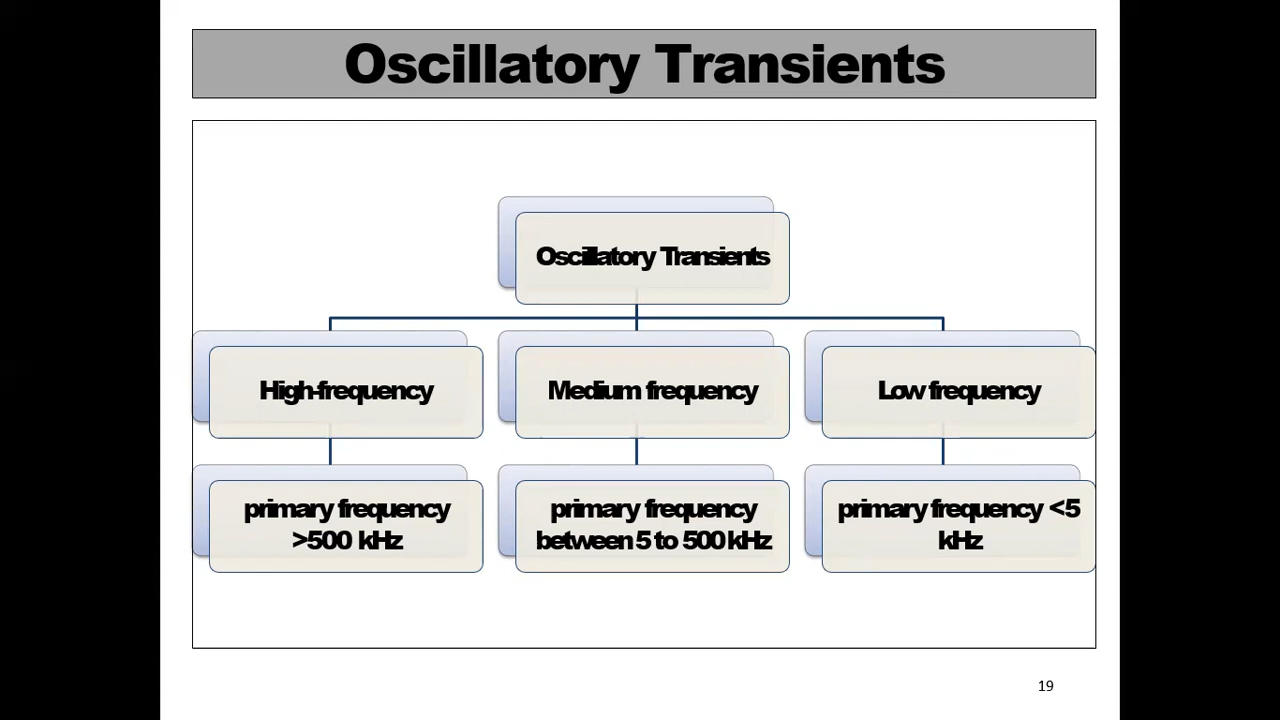 Oscillatory Transients
Oscillatory Transients
High-frequency
Medium frequency
Low frequency
primary frequency
>500 kHz
primary frequency
between 5 to 500 kHz
primary frequency <5
kHz
19